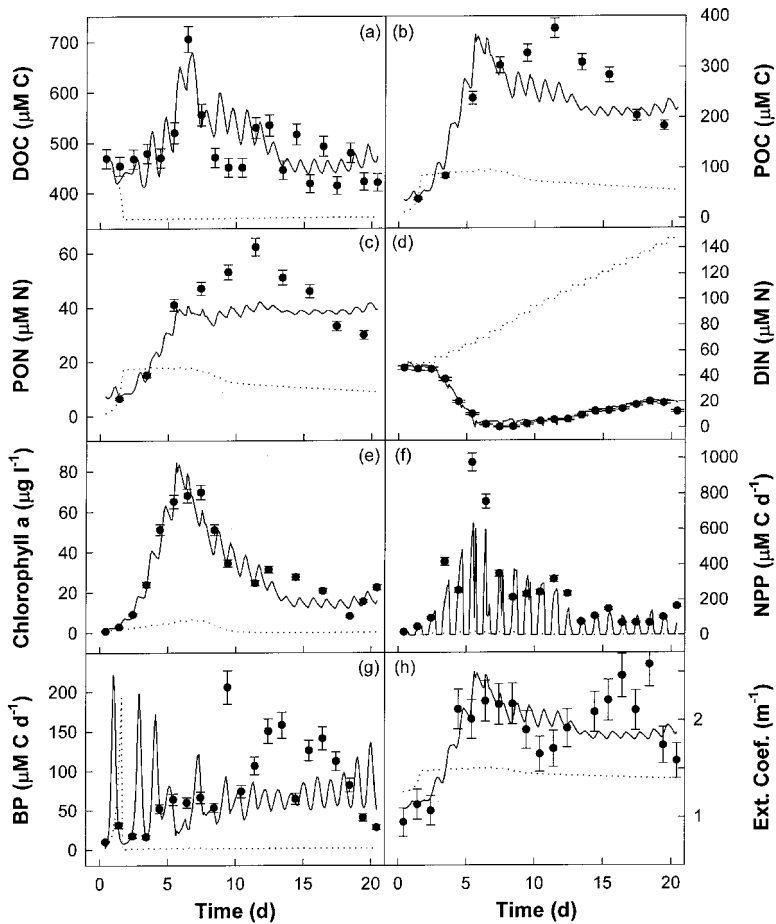 (a)
700
600
500
400
DOC (µM C)
(b)
400
300
200
100
0
POC (µM C)
(c)
60
40
20
0
PON (µM N)
(d)
140
120
100
80
60
40
20
0
DIN (µM N)
(e)
80
60
40
20
0
Chlorophyll a (µg l⁻¹)
(f)
1000
800
600
400
200
0
NPP (µM C d⁻¹)
(g)
200
150
100
50
0
BP (µM C d⁻¹)
(h)
2
1
Ext. Coef. (m⁻¹)
0 5 10 15 20
0 5 10 15 20
Time (d)
Time (d)